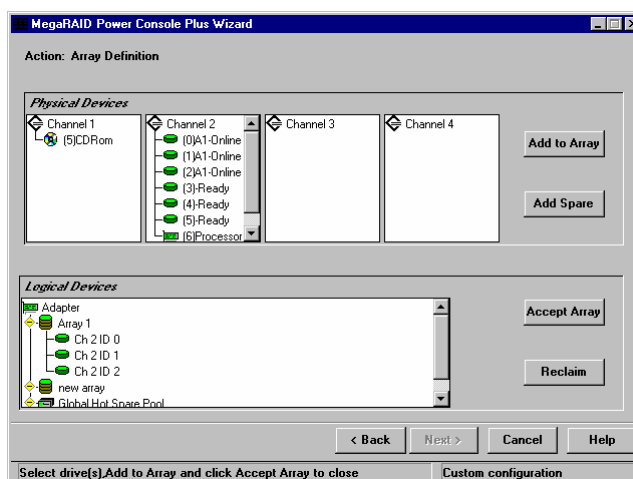 MegaRAID Power Console Plus Wizard
Action: Array Definition
Physical Devices
Channel 1
(5)CDRom
Channel 2
(0)A1-Online
(1)A1-Online
(2)A1-Online
(3)-Ready
(4)-Ready
(5)-Ready
(6)Processor
Channel 3
Channel 4
Add to Array
Add Spare
Logical Devices
Adapter
Array 1
Ch 2 ID 0
Ch 2 ID 1
Ch 2 ID 2
new array
Global Hot Spare Pool
Accept Array
Reclaim
< Back
Next >
Cancel
Help
Select drive(s),Add to Array and click Accept Array to close
Custom configuration